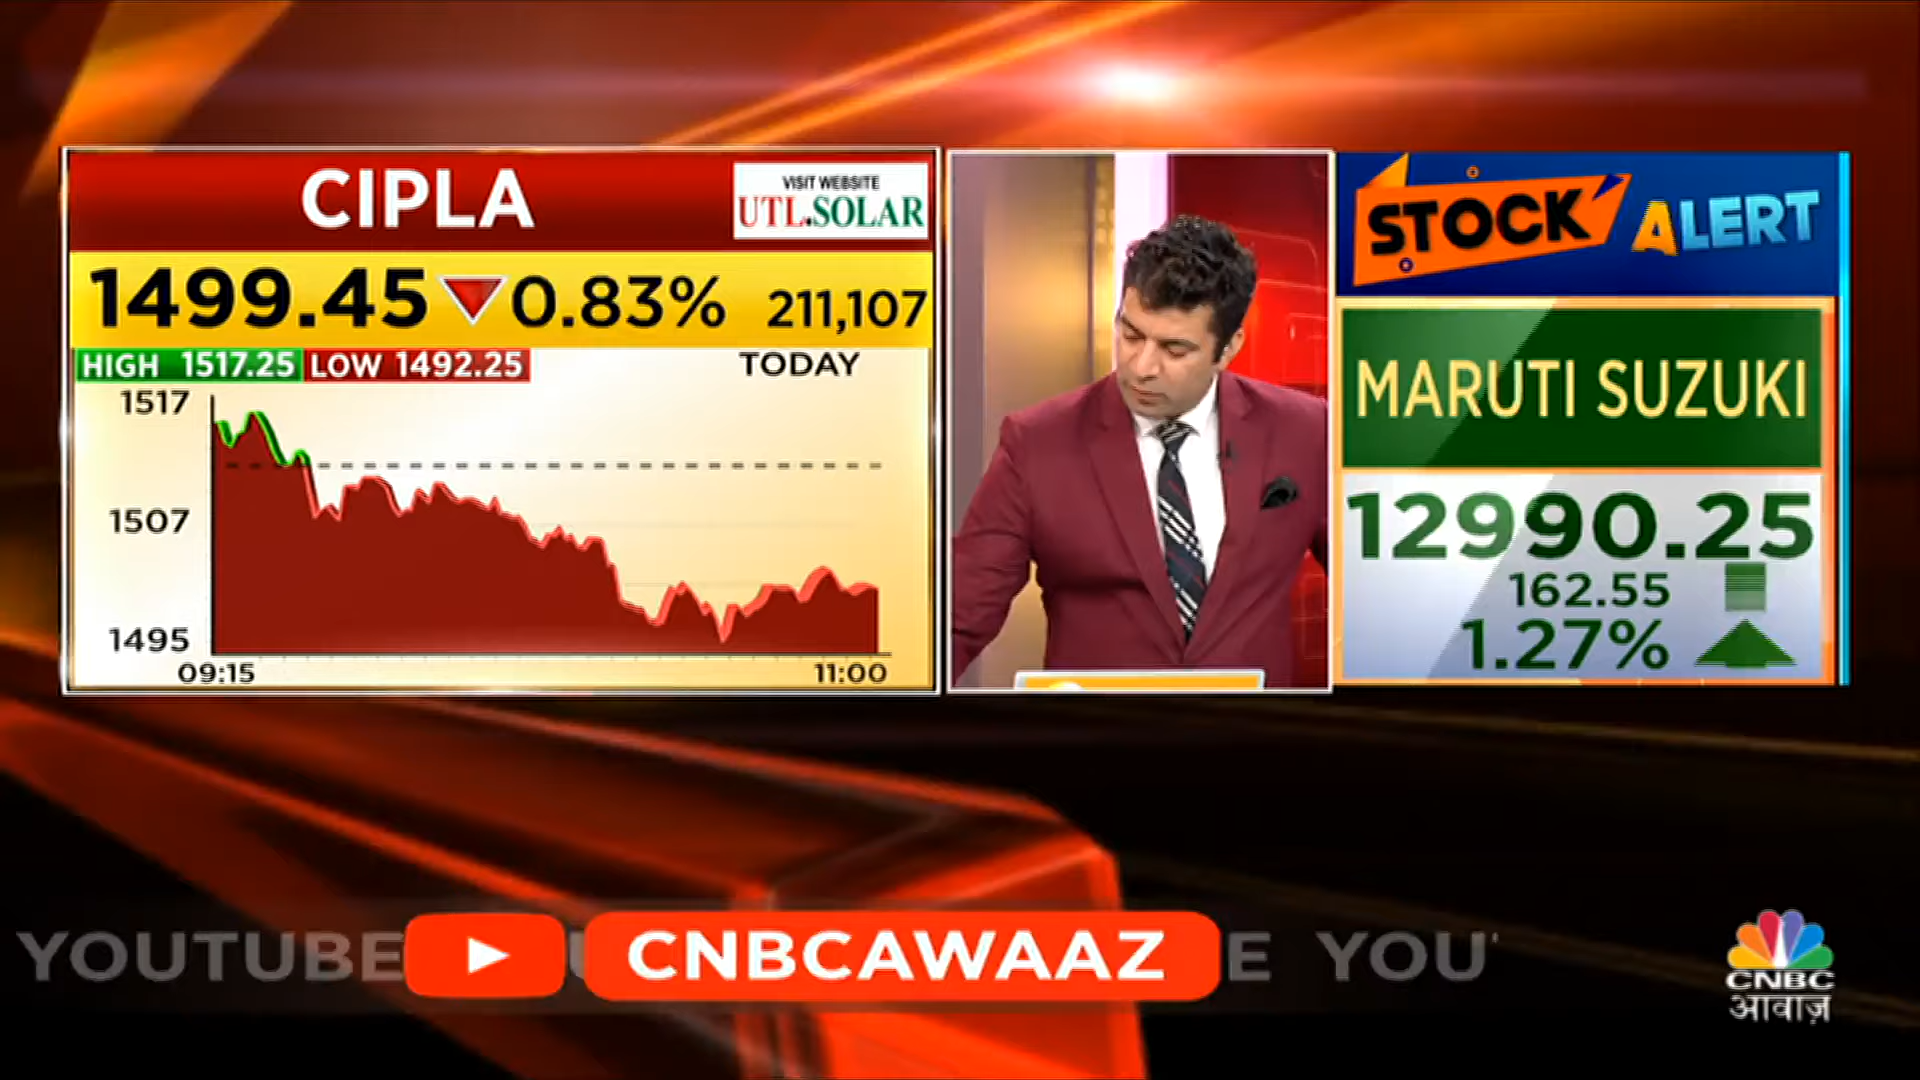 CIPLA
VISIT WEBSITE
UTL.SOLAR
1499.45 0.83% 211,107
HIGH 1517.25 LOW 1492.25
TODAY
1517
1507
1495
09:15 11:00
STOCK ALERT
MARUTI SUZUKI
12990.25
162.55
1.27%
YOUTUBE CNBCAWAAZ E YOU
CNBC
आवाज़